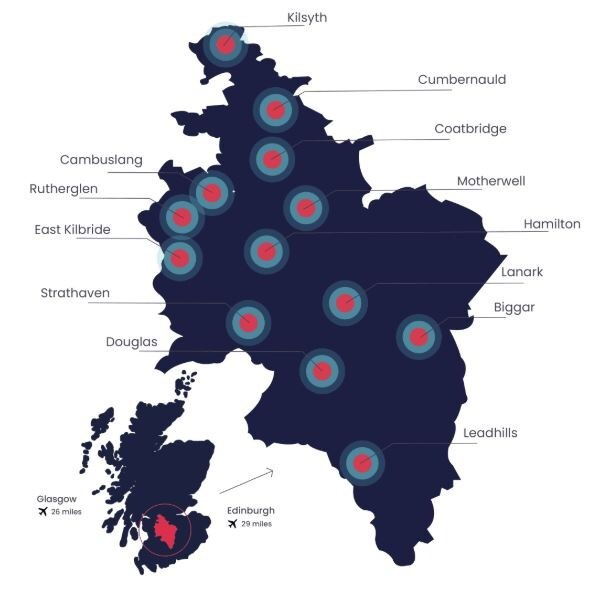 Kilsyth
Cumbernauld
Coatbridge
Cambuslang
Motherwell
Rutherglen
Hamilton
East Kilbride
Lanark
Strathaven
Biggar
Douglas
Leadhills
Glasgow
26 miles
Edinburgh
29 miles